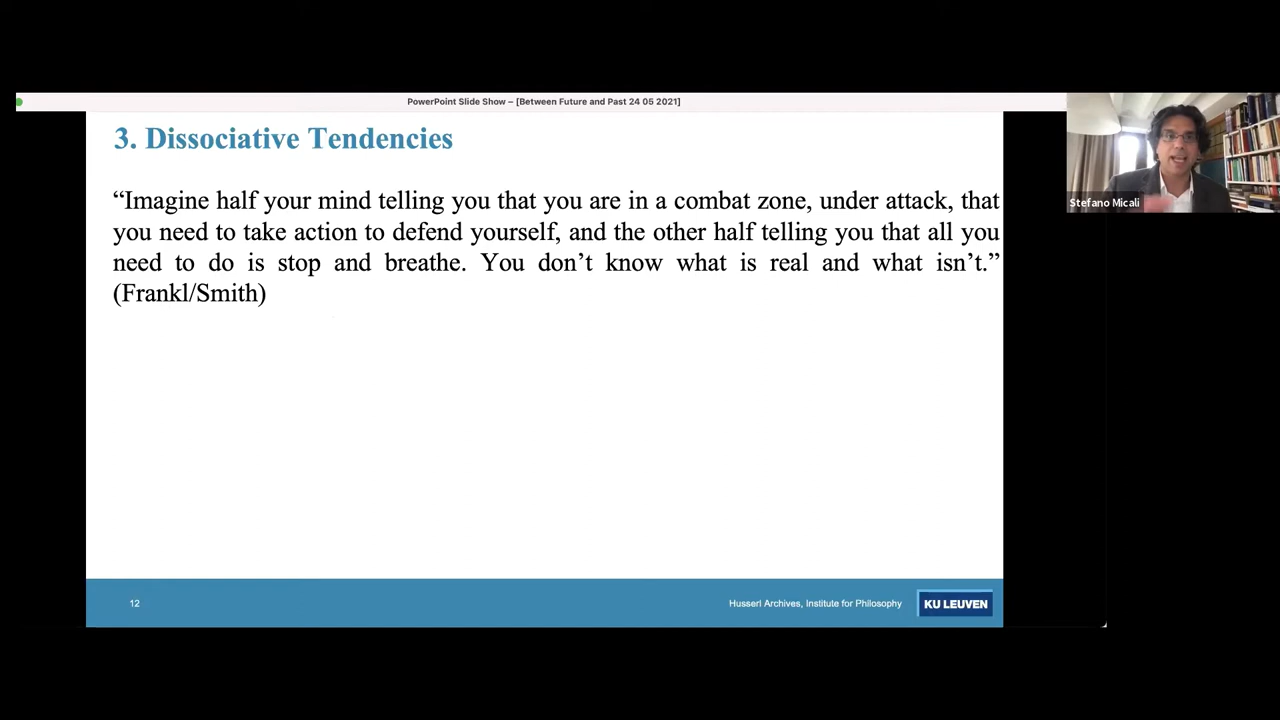 PowerPoint Slide Show – [Between Future and Past 24 05 2021]
3. Dissociative Tendencies
Stefano Micali
“Imagine half your mind telling you that you are in a combat zone, under attack, that
you need to take action to defend yourself, and the other half telling you that all you
need to do is stop and breathe. You don’t know what is real and what isn’t.”
(Frankl/Smith)
12
Husserl Archives, Institute for Philosophy
KU LEUVEN